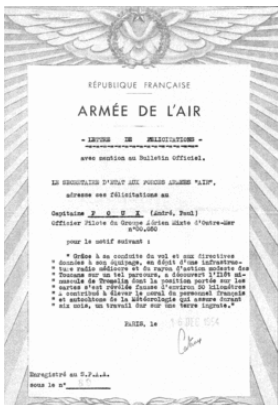 RÉPUBLIQUE FRANÇAISE
ARMÉE DE L'AIR
- LETTRE DE FELICITATIONS -
avec mention au Bulletin Officiel.
LE SECRETAIRE D'ETAT AUX FORCES ARMEES "AIR",
adresse ses félicitations au
Capitaine P O U X (André, Paul)
Officier Pilote du Groupe Aérien Mixte d'Outre-Mer
n°00.050
pour le motif suivant :
" Grâce à sa conduite du vol et aux directives
données à son équipage, en dépit d'une infrastruc-
ture radio médiocre et du rayon d'action modeste des
Toucans sur un tel parcours, a découvert l'îlot mi-
nuscule de Tromelin dont la position portée sur les
cartes s'est révélée fausse d'environ 50 kilomètres
A contribué à élever le moral du personnel français
et autochtone de la Météorologie qui assure durant
six mois, un travail dur sur une terre ingrate."
PARIS, le 16 DEC 1954
Enregistré au
sous le n°